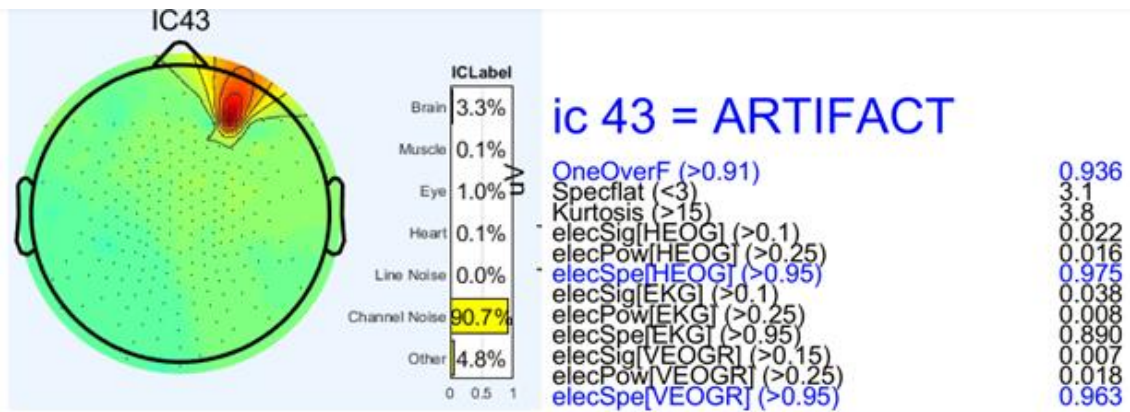 IC43
ICLabel
Brain 3.3%
Muscle 0.1%
Eye 1.0%
Heart 0.1%
Line Noise 0.0%
Channel Noise 90.7%
Other 4.8%
0 0.5 1
ic 43 = ARTIFACT
OneOverF (>0.91) 0.936
Specflat (<3) 3.1
Kurtosis (>15) 3.8
elecSig[HEOG] (>0.1) 0.022
elecPow[HEOG] (>0.25) 0.016
elecSpe[HEOG] (>0.95) 0.975
elecSig[EKG] (>0.1) 0.038
elecPow[EKG] (>0.25) 0.008
elecSpe[EKG] (>0.95) 0.890
elecSig[VEOGR] (>0.15) 0.007
elecPow[VEOGR] (>0.25) 0.018
elecSpe[VEOGR] (>0.95) 0.963